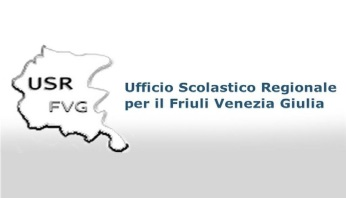 USR
FVG
Ufficio Scolastico Regionale
per il Friuli Venezia Giulia